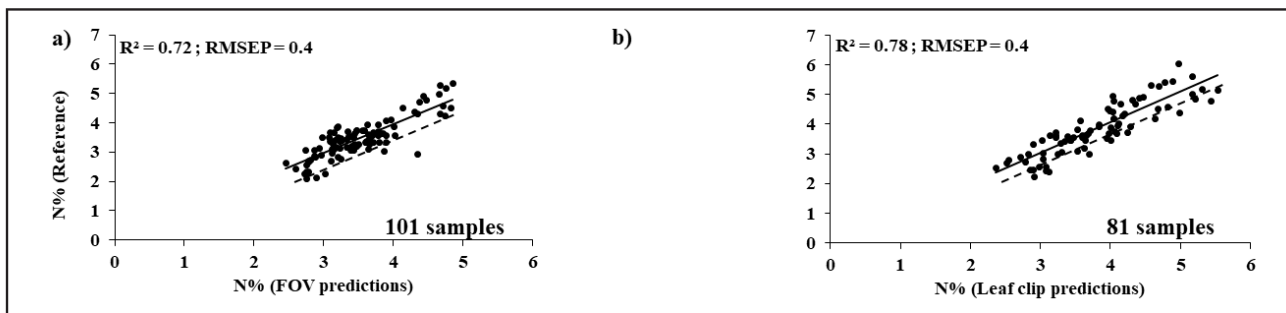 a)
R² = 0.72 ; RMSEP = 0.4
7
6
5
4
3
2
1
0
N% (Reference)
101 samples
0 1 2 3 4 5 6
N% (FOV predictions)
b)
R² = 0.78 ; RMSEP = 0.4
7
6
5
4
3
2
1
0
81 samples
0 1 2 3 4 5 6
N% (Leaf clip predictions)